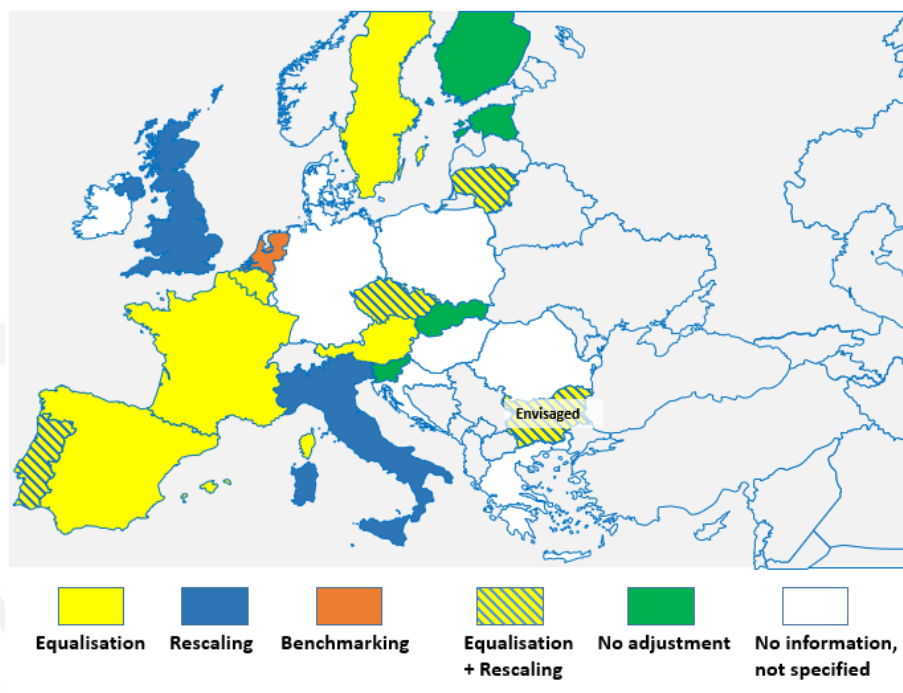 Envisaged
Equalisation
Rescaling
Benchmarking
Equalisation
+ Rescaling
No adjustment
No information,
not specified